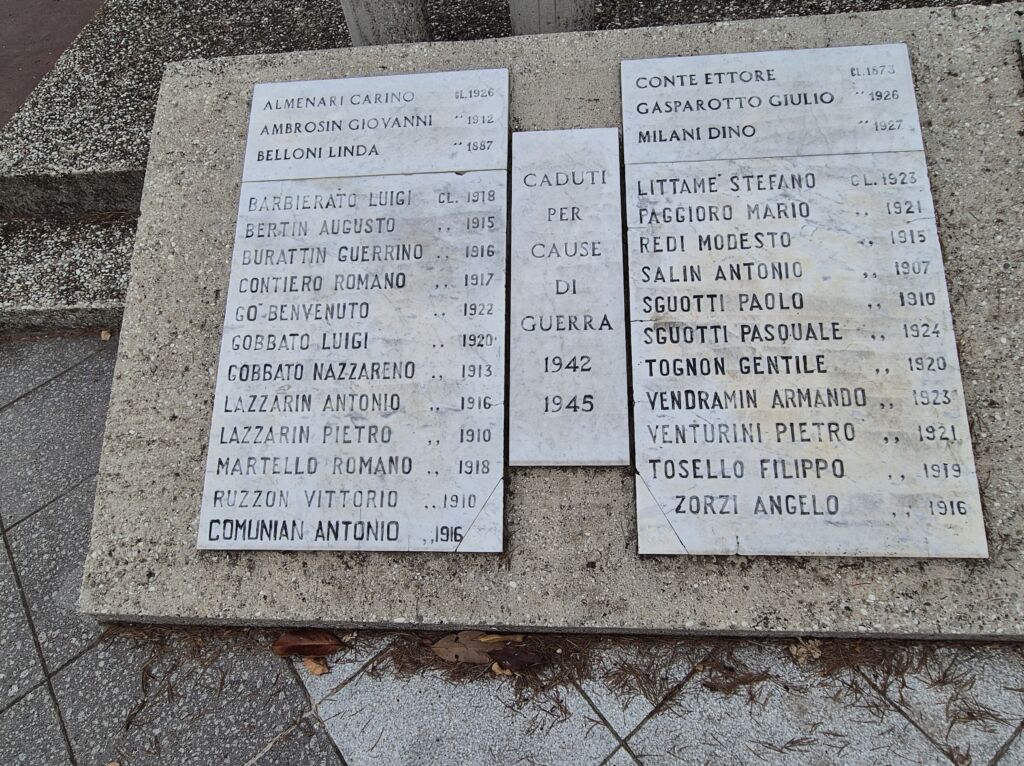 ALMENARI CARINO CL.1926
AMBROSIN GIOVANNI '' 1912
BELLONI LINDA '' 1887
BARBIERATO LUIGI CL. 1918
BERTIN AUGUSTO ,, 1915
BURATTIN GUERRINO ,, 1916
CONTIERO ROMANO ,, 1917
GO' BENVENUTO ,, 1922
GOBBATO LUIGI ,, 1920
GOBBATO NAZZARENO ,, 1913
LAZZARIN ANTONIO ,, 1916
LAZZARIN PIETRO ,, 1910
MARTELLO ROMANO ,, 1918
RUZZON VITTORIO ,, 1910
COMUNIAN ANTONIO ,, 1916
CADUTI
PER
CAUSE
DI
GUERRA
1942
1945
CONTE ETTORE CL.1873
GASPAROTTO GIULIO '' 1926
MILANI DINO '' 1927
LITTAME' STEFANO CL. 1923
PAGGIORO MARIO ,, 1921
REDI MODESTO ,, 1915
SALIN ANTONIO ,, 1907
SGUOTTI PAOLO ,, 1910
SGUOTTI PASQUALE ,, 1924
TOGNON GENTILE ,, 1920
VENDRAMIN ARMANDO ,, 1923
VENTURINI PIETRO ,, 1921
TOSELLO FILIPPO ,, 1919
ZORZI ANGELO ,, 1916